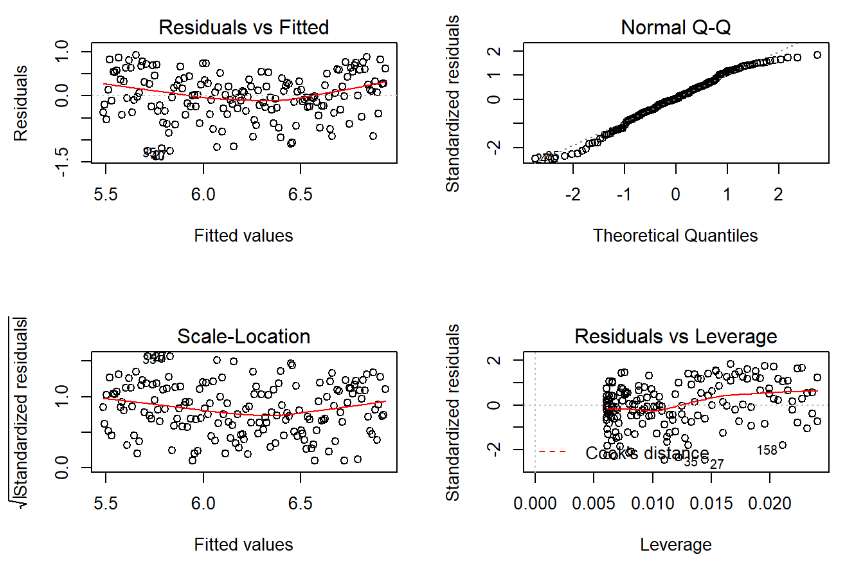 Residuals vs Fitted
Residuals
1.0
0.0
-1.5
5.5 6.0 6.5
Fitted values
Normal Q-Q
Standardized residuals
2
1
0
-2
-2 -1 0 1 2
Theoretical Quantiles
Scale-Location
√|Standardized residuals|
1.0
0.0
5.5 6.0 6.5
Fitted values
Residuals vs Leverage
Standardized residuals
2
0
-2
158
Cook's distance
35 27
0.000 0.005 0.010 0.015 0.020
Leverage